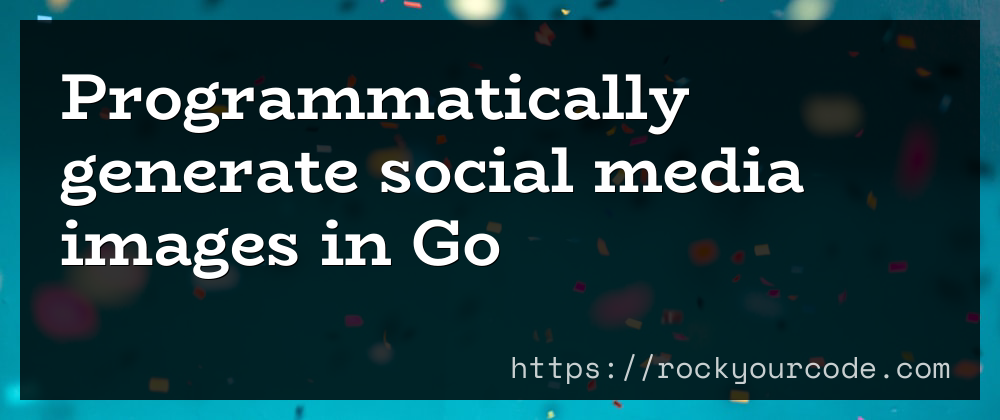 Programmatically
generate social media
images in Go
https://rockyourcode.com